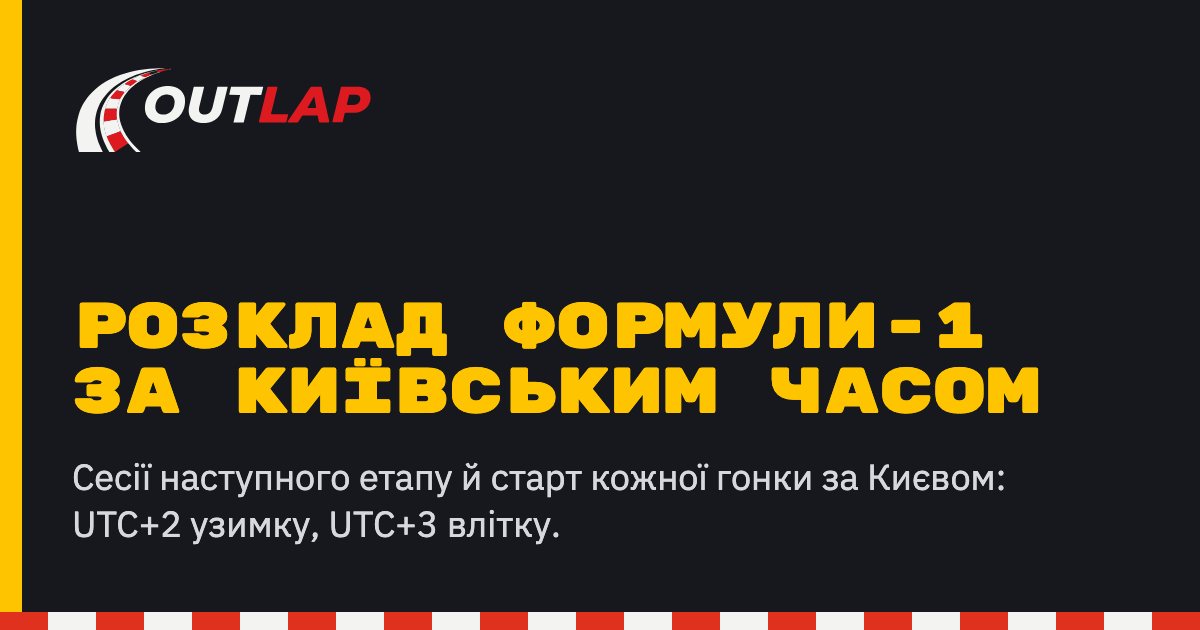 OUTLAP
РОЗКЛАД ФОРМУЛИ-1
ЗА КИЇВСЬКИМ ЧАСОМ
Сесії наступного етапу й старт кожної гонки за Києвом:
UTC+2 узимку, UTC+3 влітку.